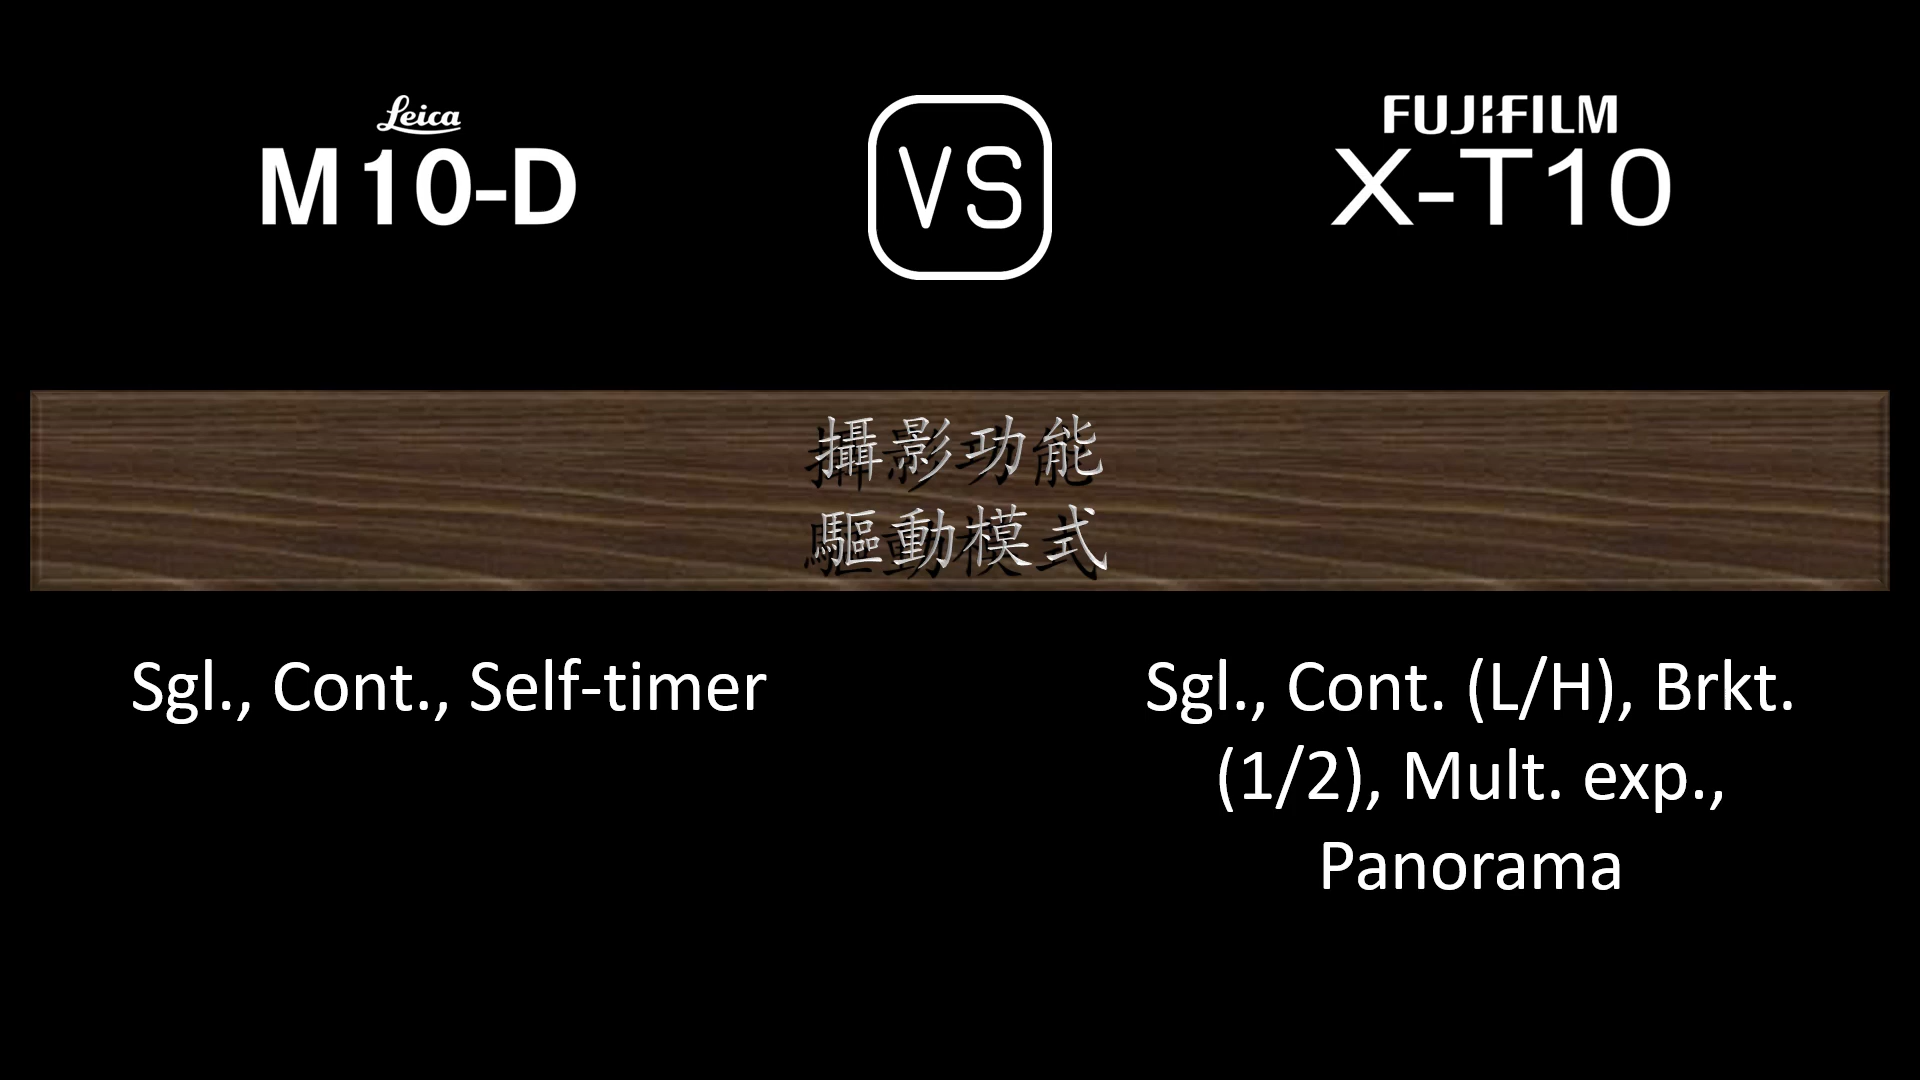 Leica
M10-D
VS
FUJIFILM
X-T10
攝影功能
驅動模式
Sgl., Cont., Self-timer
Sgl., Cont. (L/H), Brkt.
(1/2), Mult. exp.,
Panorama